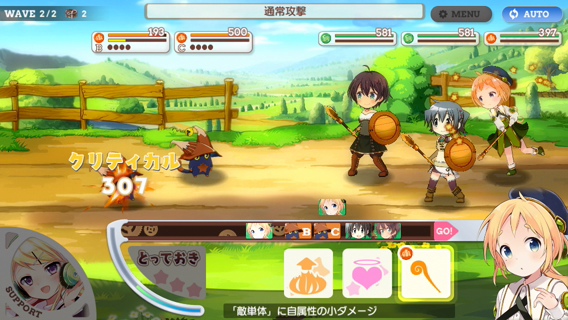 WAVE 2/2 2
通常攻撃
MENU
AUTO
193
B
500
C
581
581
397
クリティカル
307
B C GO!
とっておき
SUPPORT
「敵単体」に自属性の小ダメージ